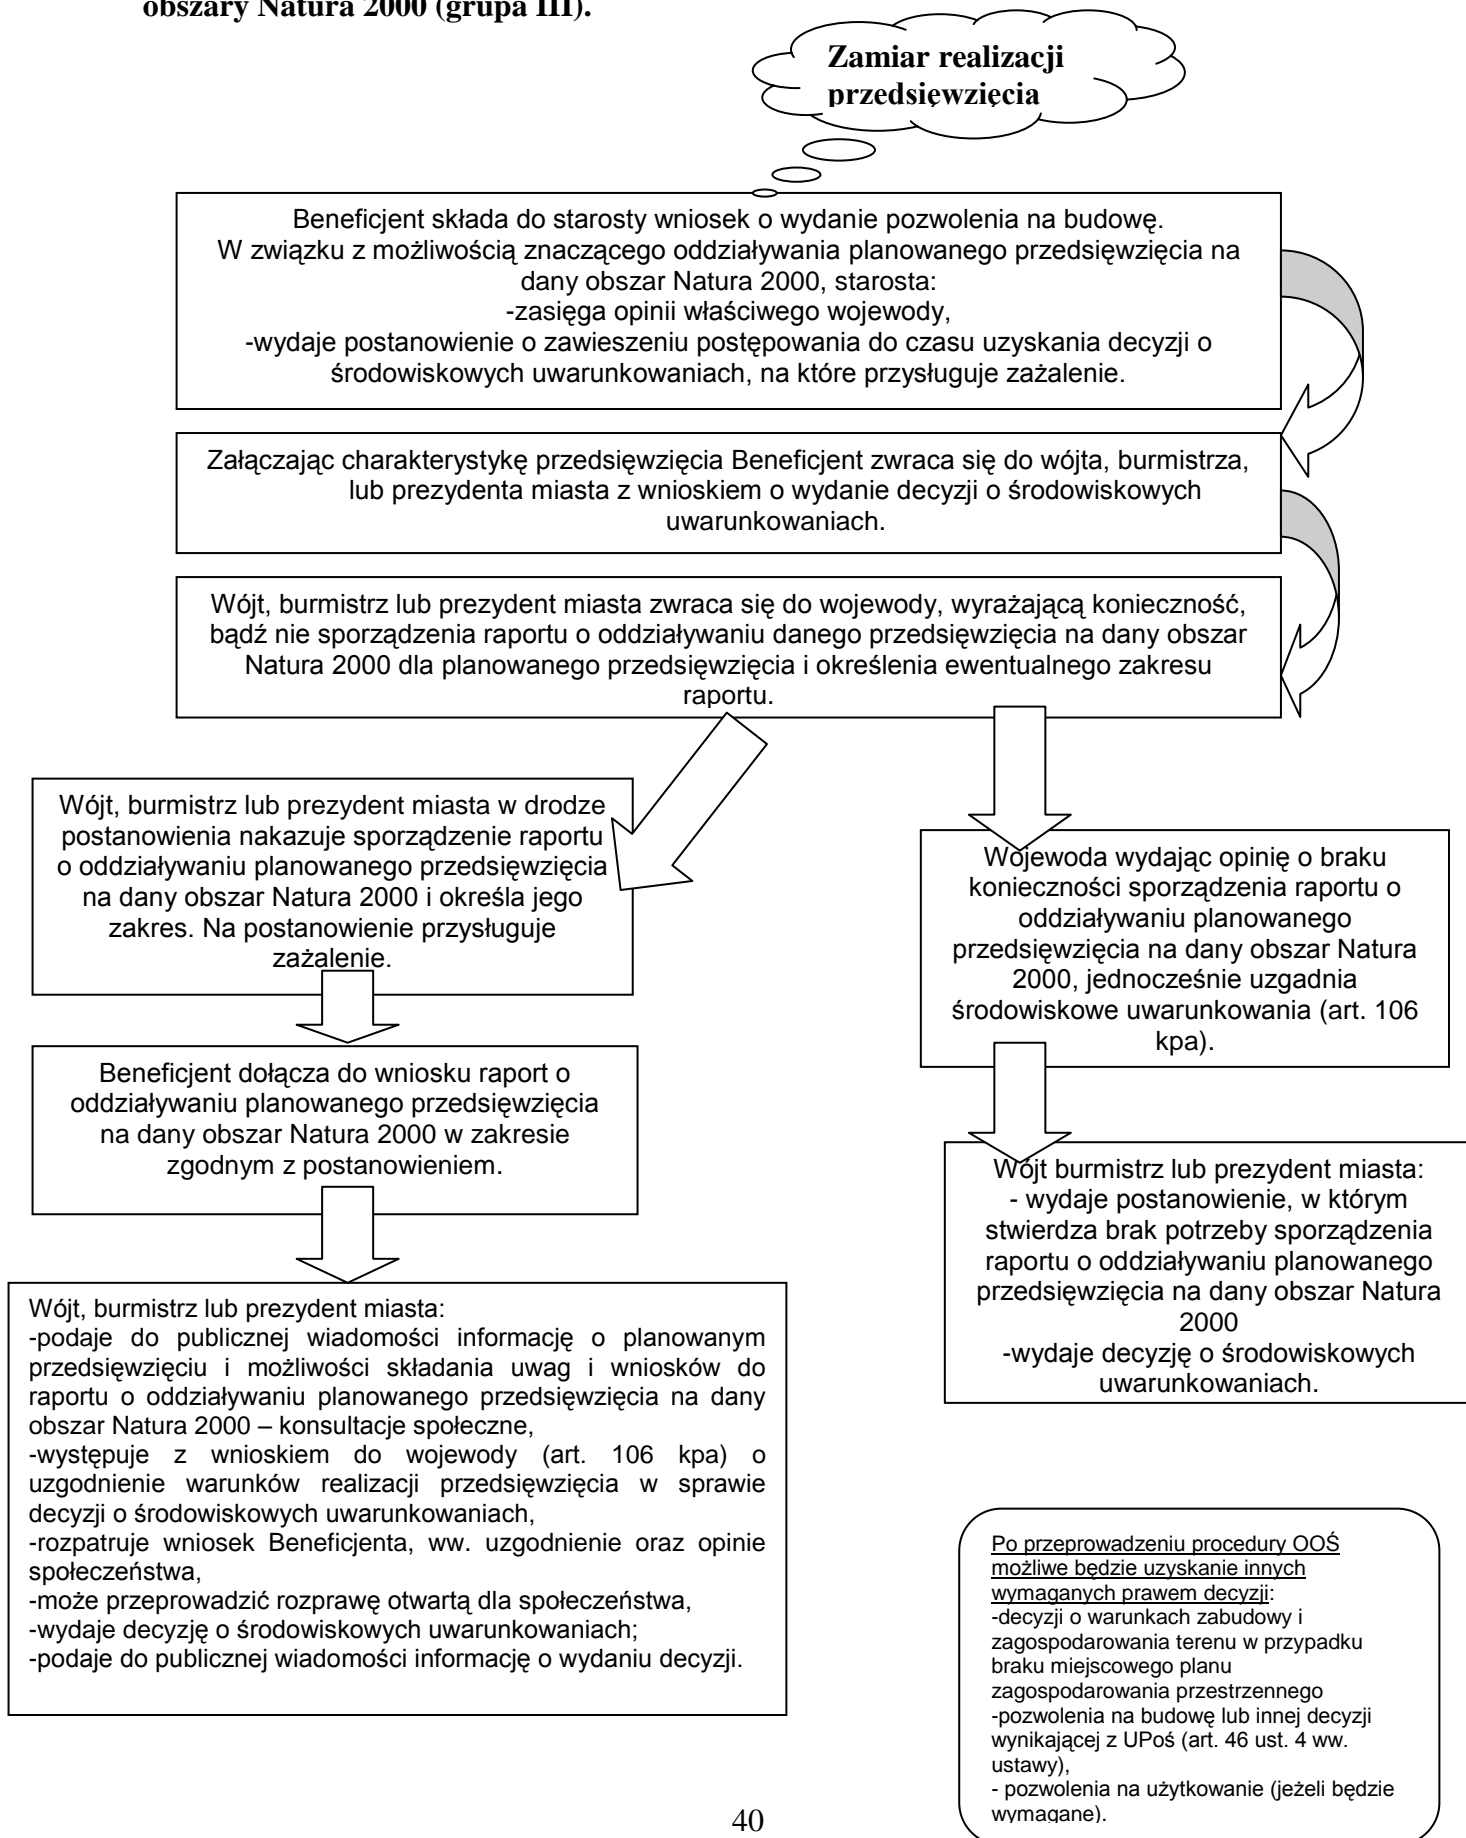 obszary Natura 2000 (grupa III).
Zamiar realizacji
przedsięwzięcia
Beneficjent składa do starosty wniosek o wydanie pozwolenia na budowę.
W związku z możliwością znaczącego oddziaływania planowanego przedsięwzięcia na
dany obszar Natura 2000, starosta:
-zasięga opinii właściwego wojewody,
-wydaje postanowienie o zawieszeniu postępowania do czasu uzyskania decyzji o
środowiskowych uwarunkowaniach, na które przysługuje zażalenie.
Załączając charakterystykę przedsięwzięcia Beneficjent zwraca się do wójta, burmistrza,
lub prezydenta miasta z wnioskiem o wydanie decyzji o środowiskowych
uwarunkowaniach.
Wójt, burmistrz lub prezydent miasta zwraca się do wojewody, wyrażającą konieczność,
bądź nie sporządzenia raportu o oddziaływaniu danego przedsięwzięcia na dany obszar
Natura 2000 dla planowanego przedsięwzięcia i określenia ewentualnego zakresu
raportu.
Wójt, burmistrz lub prezydent miasta w drodze
postanowienia nakazuje sporządzenie raportu
o oddziaływaniu planowanego przedsięwzięcia
na dany obszar Natura 2000 i określa jego
zakres. Na postanowienie przysługuje
zażalenie.
Beneficjent dołącza do wniosku raport o
oddziaływaniu planowanego przedsięwzięcia
na dany obszar Natura 2000 w zakresie
zgodnym z postanowieniem.
Wójt, burmistrz lub prezydent miasta:
-podaje do publicznej wiadomości informację o planowanym
przedsięwzięciu i możliwości składania uwag i wniosków do
raportu o oddziaływaniu planowanego przedsięwzięcia na dany
obszar Natura 2000 – konsultacje społeczne,
-występuje z wnioskiem do wojewody (art. 106 kpa) o
uzgodnienie warunków realizacji przedsięwzięcia w sprawie
decyzji o środowiskowych uwarunkowaniach,
-rozpatruje wniosek Beneficjenta, ww. uzgodnienie oraz opinie
społeczeństwa,
-może przeprowadzić rozprawę otwartą dla społeczeństwa,
-wydaje decyzję o środowiskowych uwarunkowaniach;
-podaje do publicznej wiadomości informację o wydaniu decyzji.
Wojewoda wydając opinię o braku
konieczności sporządzenia raportu o
oddziaływaniu planowanego
przedsięwzięcia na dany obszar Natura
2000, jednocześnie uzgadnia
środowiskowe uwarunkowania (art. 106
kpa).
Wójt burmistrz lub prezydent miasta:
- wydaje postanowienie, w którym
stwierdza brak potrzeby sporządzenia
raportu o oddziaływaniu planowanego
przedsięwzięcia na dany obszar Natura
2000
-wydaje decyzję o środowiskowych
uwarunkowaniach.
Po przeprowadzeniu procedury OOŚ
możliwe będzie uzyskanie innych
wymaganych prawem decyzji:
-decyzji o warunkach zabudowy i
zagospodarowania terenu w przypadku
braku miejscowego planu
zagospodarowania przestrzennego
-pozwolenia na budowę lub innej decyzji
wynikającej z UPoś (art. 46 ust. 4 ww.
ustawy),
- pozwolenia na użytkowanie (jeżeli będzie
wymagane).
40